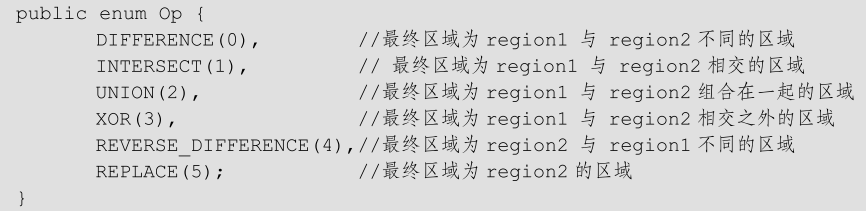 public enum Op {
DIFFERENCE(0), //最终区域为 region1 与 region2 不同的区域
INTERSECT(1), // 最终区域为 region1 与 region2 相交的区域
UNION(2), //最终区域为 region1 与 region2 组合在一起的区域
XOR(3), //最终区域为 region1 与 region2 相交之外的区域
REVERSE_DIFFERENCE(4),//最终区域为 region2 与 region1 不同的区域
REPLACE(5); //最终区域为 region2 的区域
}